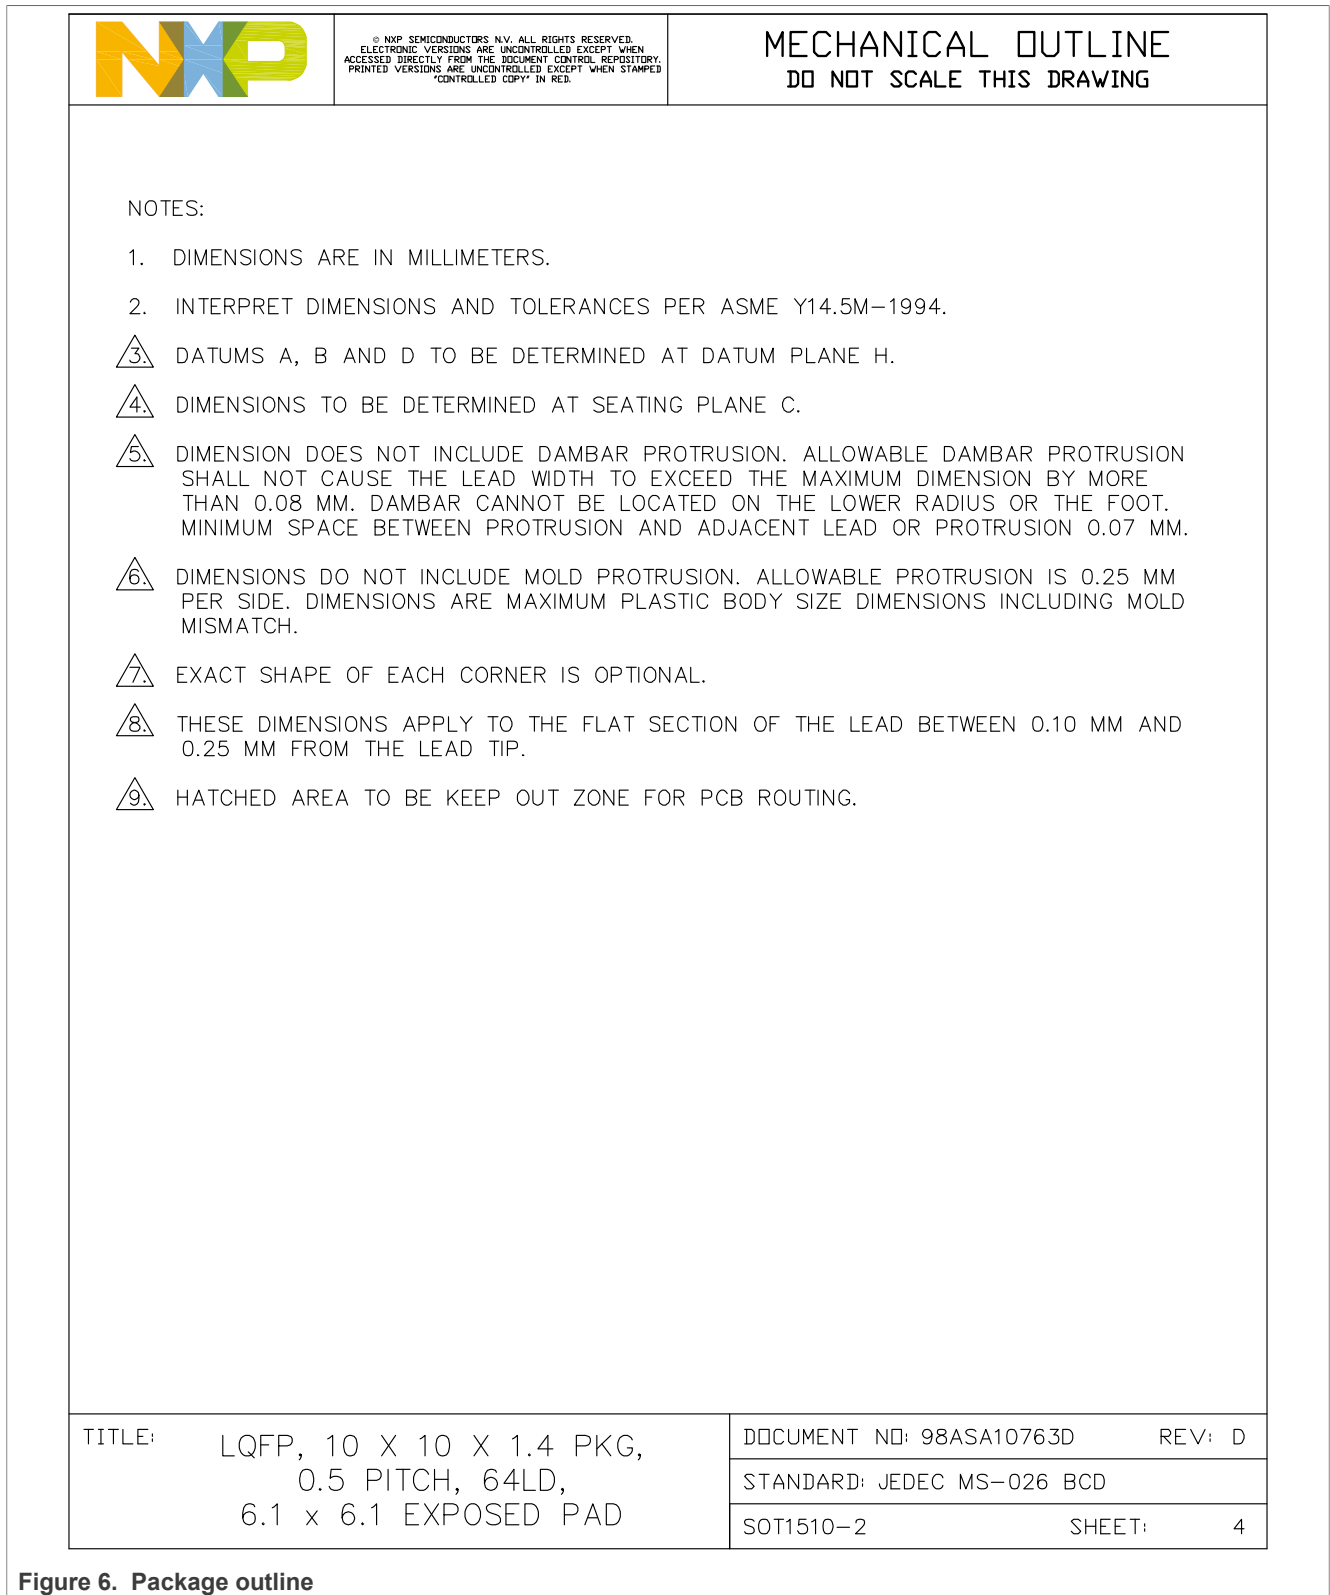 NXP
© NXP SEMICONDUCTORS N.V. ALL RIGHTS RESERVED.
ELECTRONIC VERSIONS ARE UNCONTROLLED EXCEPT WHEN
ACCESSED DIRECTLY FROM THE DOCUMENT CONTROL REPOSITORY.
PRINTED VERSIONS ARE UNCONTROLLED EXCEPT WHEN STAMPED
"CONTROLLED COPY" IN RED.
MECHANICAL OUTLINE
DO NOT SCALE THIS DRAWING
NOTES:
1. DIMENSIONS ARE IN MILLIMETERS.
2. INTERPRET DIMENSIONS AND TOLERANCES PER ASME Y14.5M-1994.
3. DATUMS A, B AND D TO BE DETERMINED AT DATUM PLANE H.
4. DIMENSIONS TO BE DETERMINED AT SEATING PLANE C.
5. DIMENSION DOES NOT INCLUDE DAMBAR PROTRUSION. ALLOWABLE DAMBAR PROTRUSION
SHALL NOT CAUSE THE LEAD WIDTH TO EXCEED THE MAXIMUM DIMENSION BY MORE
THAN 0.08 MM. DAMBAR CANNOT BE LOCATED ON THE LOWER RADIUS OR THE FOOT.
MINIMUM SPACE BETWEEN PROTRUSION AND ADJACENT LEAD OR PROTRUSION 0.07 MM.
6. DIMENSIONS DO NOT INCLUDE MOLD PROTRUSION. ALLOWABLE PROTRUSION IS 0.25 MM
PER SIDE. DIMENSIONS ARE MAXIMUM PLASTIC BODY SIZE DIMENSIONS INCLUDING MOLD
MISMATCH.
7. EXACT SHAPE OF EACH CORNER IS OPTIONAL.
8. THESE DIMENSIONS APPLY TO THE FLAT SECTION OF THE LEAD BETWEEN 0.10 MM AND
0.25 MM FROM THE LEAD TIP.
9. HATCHED AREA TO BE KEEP OUT ZONE FOR PCB ROUTING.
TITLE:
LQFP, 10 X 10 X 1.4 PKG,
0.5 PITCH, 64LD,
6.1 x 6.1 EXPOSED PAD
DOCUMENT NO: 98ASA10763D REV: D
STANDARD: JEDEC MS-026 BCD
SOT1510-2 SHEET: 4
Figure 6. Package outline